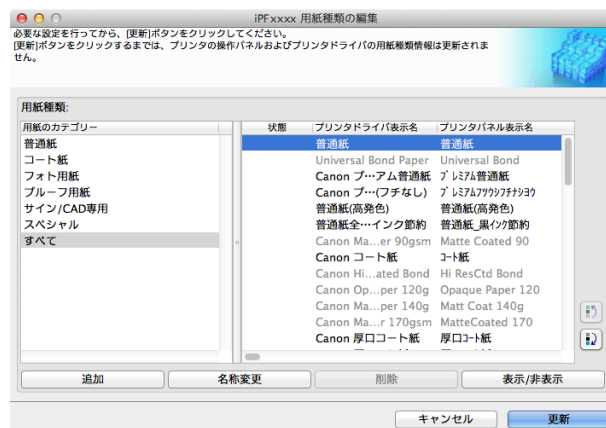 iPFxxxx 用紙種類の編集
必要な設定を行ってから、[更新]ボタンをクリックしてください。
[更新]ボタンをクリックするまでは、プリンタの操作パネルおよびプリンタドライバの用紙種類情報は更新されま
せん。
用紙種類:
用紙のカテゴリー 状態 プリンタドライバ表示名 プリンタパネル表示名
普通紙 普通紙 普通紙
コート紙 Universal Bond Paper Universal Bond
フォト用紙 Canon プ…アム普通紙 プレミアム普通紙
プルーフ用紙 Canon プ…(フチなし) プレミアムフツウシフチナシヨウ
サイン/CAD専用 普通紙(高発色) 普通紙(高発色)
スペシャル 普通紙全…インク節約 普通紙_黒インク節約
すべて Canon Ma…er 90gsm Matte Coated 90
Canon コート紙 コート紙
Canon Hi…ated Bond Hi ResCtd Bond
Canon Op…per 120g Opaque Paper 120
Canon Ma…per 140g Matt Coat 140g
Canon Ma…r 170gsm MatteCoated 170
Canon 厚口コート紙 厚口コート紙
追加 名称変更 削除 表示/非表示
キャンセル 更新